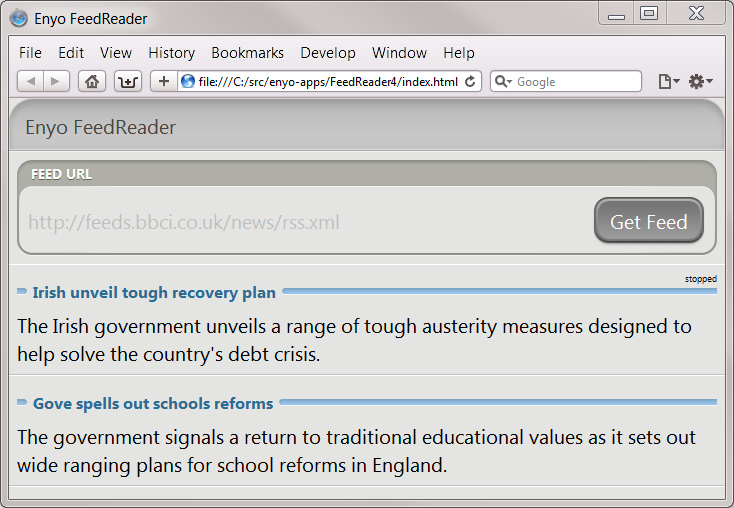 Enyo FeedReader
File Edit View History Bookmarks Develop Window Help
file:///C:/src/enyo-apps/FeedReader4/index.html Google
Enyo FeedReader
FEED URL
http://feeds.bbci.co.uk/news/rss.xml Get Feed
stopped
Irish unveil tough recovery plan
The Irish government unveils a range of tough austerity measures designed to
help solve the country's debt crisis.
Gove spells out schools reforms
The government signals a return to traditional educational values as it sets out
wide ranging plans for school reforms in England.